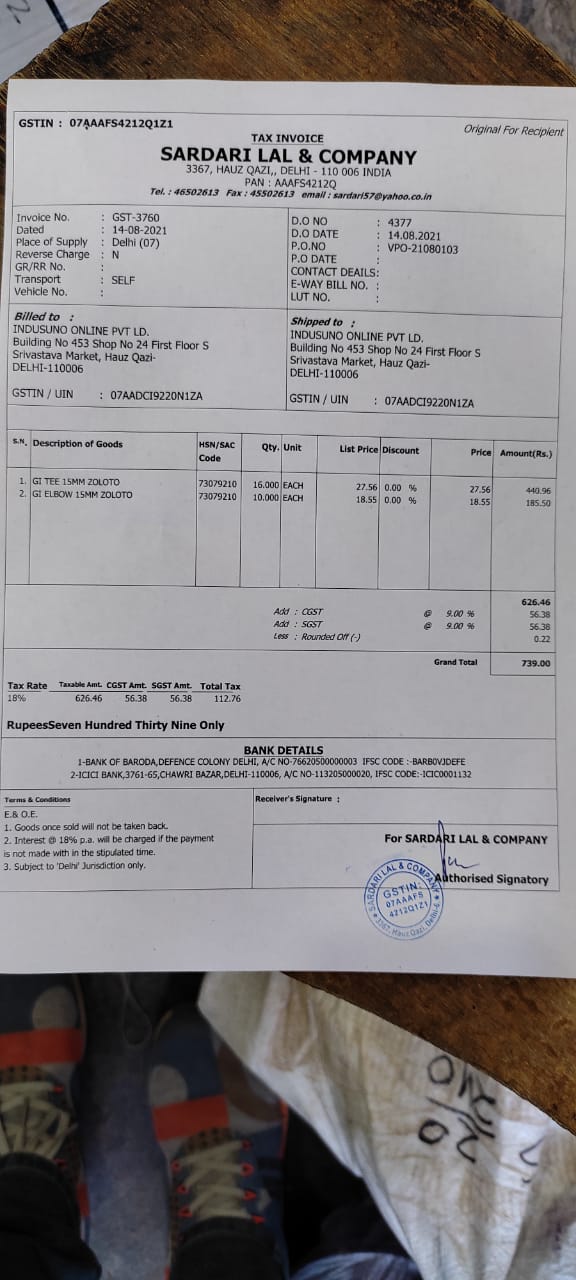 GSTIN : 07AAAFS4212Q1Z1
Original For Recipient
TAX INVOICE
SARDARI LAL & COMPANY
3367, HAUZ QAZI,, DELHI - 110 006 INDIA
PAN : AAAFS4212Q
Tel. : 46502613 Fax : 45502613 email : sardari57@yahoo.co.in
Invoice No. : GST-3760
Dated : 14-08-2021
Place of Supply : Delhi (07)
Reverse Charge : N
GR/RR No. :
Transport : SELF
Vehicle No. :
D.O NO : 4377
D.O DATE : 14.08.2021
P.O.NO : VPO-21080103
P.O DATE :
CONTACT DEAILS:
E-WAY BILL NO. :
LUT NO. :
Billed to :
INDUSUNO ONLINE PVT LD.
Building No 453 Shop No 24 First Floor S
Srivastava Market, Hauz Qazi-
DELHI-110006
GSTIN / UIN : 07AADCI9220N1ZA
Shipped to :
INDUSUNO ONLINE PVT LD.
Building No 453 Shop No 24 First Floor S
Srivastava Market, Hauz Qazi-
DELHI-110006
GSTIN / UIN : 07AADCI9220N1ZA
S.N. Description of Goods HSN/SAC Code Qty. Unit List Price Discount Price Amount(Rs.)
1. GI TEE 15MM ZOLOTO 73079210 16.000 EACH 27.56 0.00 % 27.56 440.96
2. GI ELBOW 15MM ZOLOTO 73079210 10.000 EACH 18.55 0.00 % 18.55 185.50
626.46
Add : CGST @ 9.00 % 56.38
Add : SGST @ 9.00 % 56.38
Less : Rounded Off (-) 0.22
Grand Total 739.00
Tax Rate Taxable Amt. CGST Amt. SGST Amt. Total Tax
18% 626.46 56.38 56.38 112.76
RupeesSeven Hundred Thirty Nine Only
BANK DETAILS
1-BANK OF BARODA,DEFENCE COLONY DELHI, A/C NO-76620500000003 IFSC CODE :-BARB0VJDEFE
2-ICICI BANK,3761-65,CHAWRI BAZAR,DELHI-110006, A/C NO-113205000020, IFSC CODE:-ICIC0001132
Terms & Conditions
E.& O.E.
1. Goods once sold will not be taken back.
2. Interest @ 18% p.a. will be charged if the payment
is not made with in the stipulated time.
3. Subject to 'Delhi' Jurisdiction only.
Receiver's Signature :
For SARDARI LAL & COMPANY
Authorised Signatory
SARDARI LAL & COMPANY
GSTIN:
07AAAFS
4212Q1Z1
3367, Hauz Qazi, Delhi-6